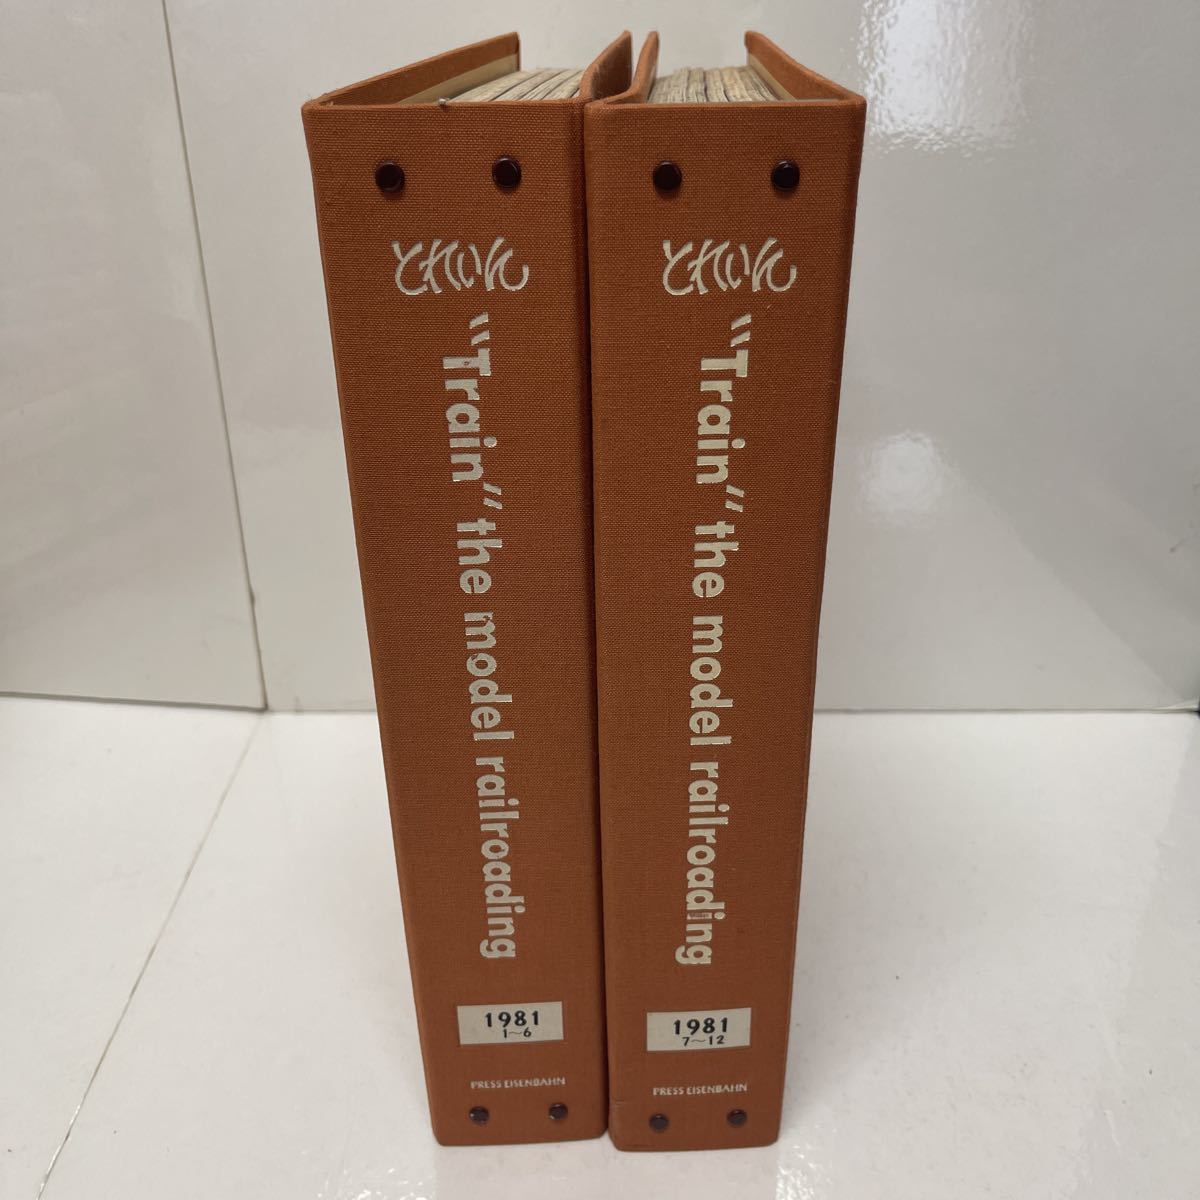 とれいん
"Train" the model railroading
1981
1～6
PRESS EISENBAHN
とれいん
"Train" the model railroading
1981
7～12
PRESS EISENBAHN